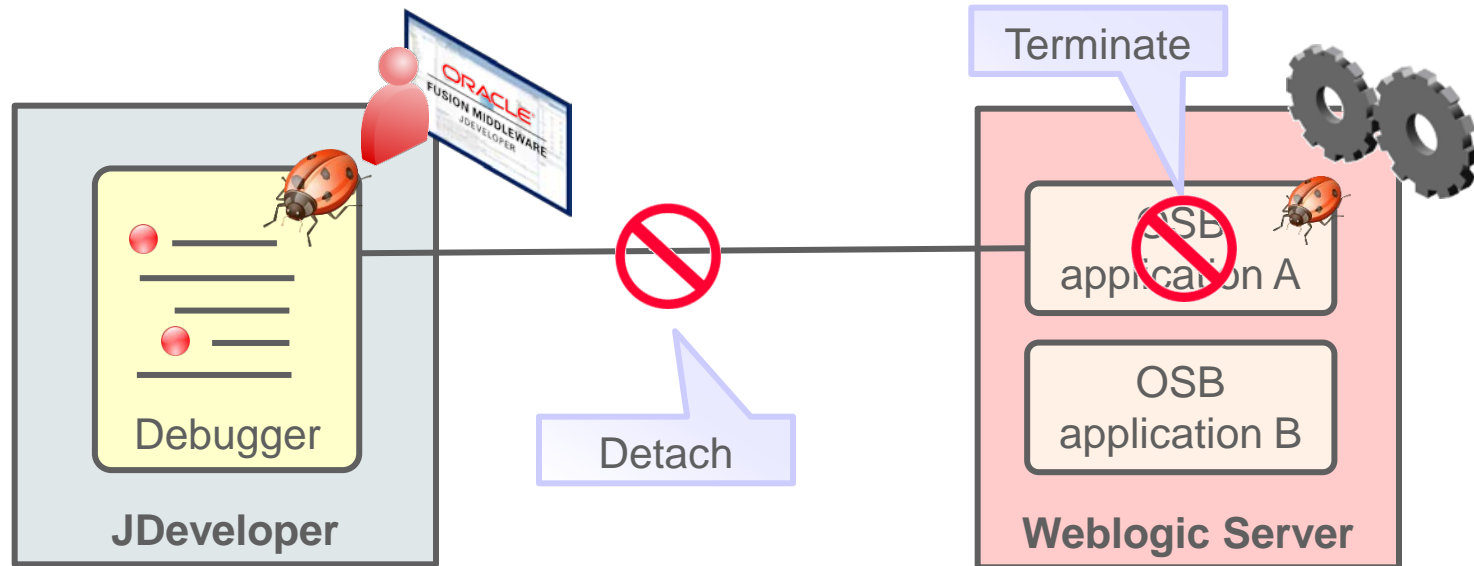 Terminate
ORACLE
FUSION MIDDLEWARE
JDEVELOPER
OSB
application A
Debugger
Detach
OSB
application B
JDeveloper
Weblogic Server